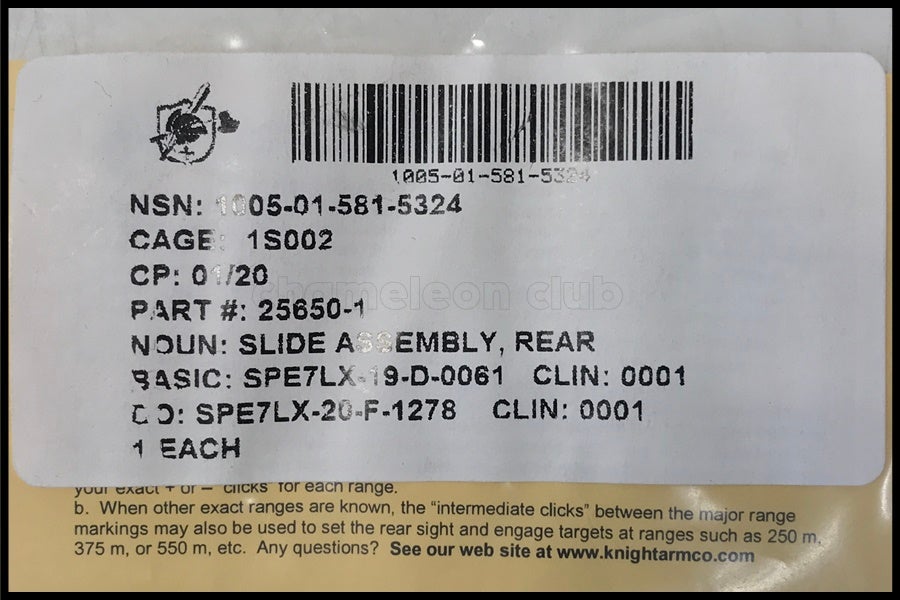 1005-01-581-5324
NSN: 1005-01-581-5324
CAGE: 1S002
CP: 01/20
chameleon club
PART #: 25650-1
NOUN: SLIDE ASSEMBLY, REAR
BASIC: SPE7LX-19-D-0061 CLIN: 0001
DO: SPE7LX-20-F-1278 CLIN: 0001
1 EACH
your exact + or – clicks for each range.
b. When other exact ranges are known, the “intermediate clicks” between the major range
markings may also be used to set the rear sight and engage targets at ranges such as 250 m,
375 m, or 550 m, etc. Any questions? See our web site at www.knightarmco.com